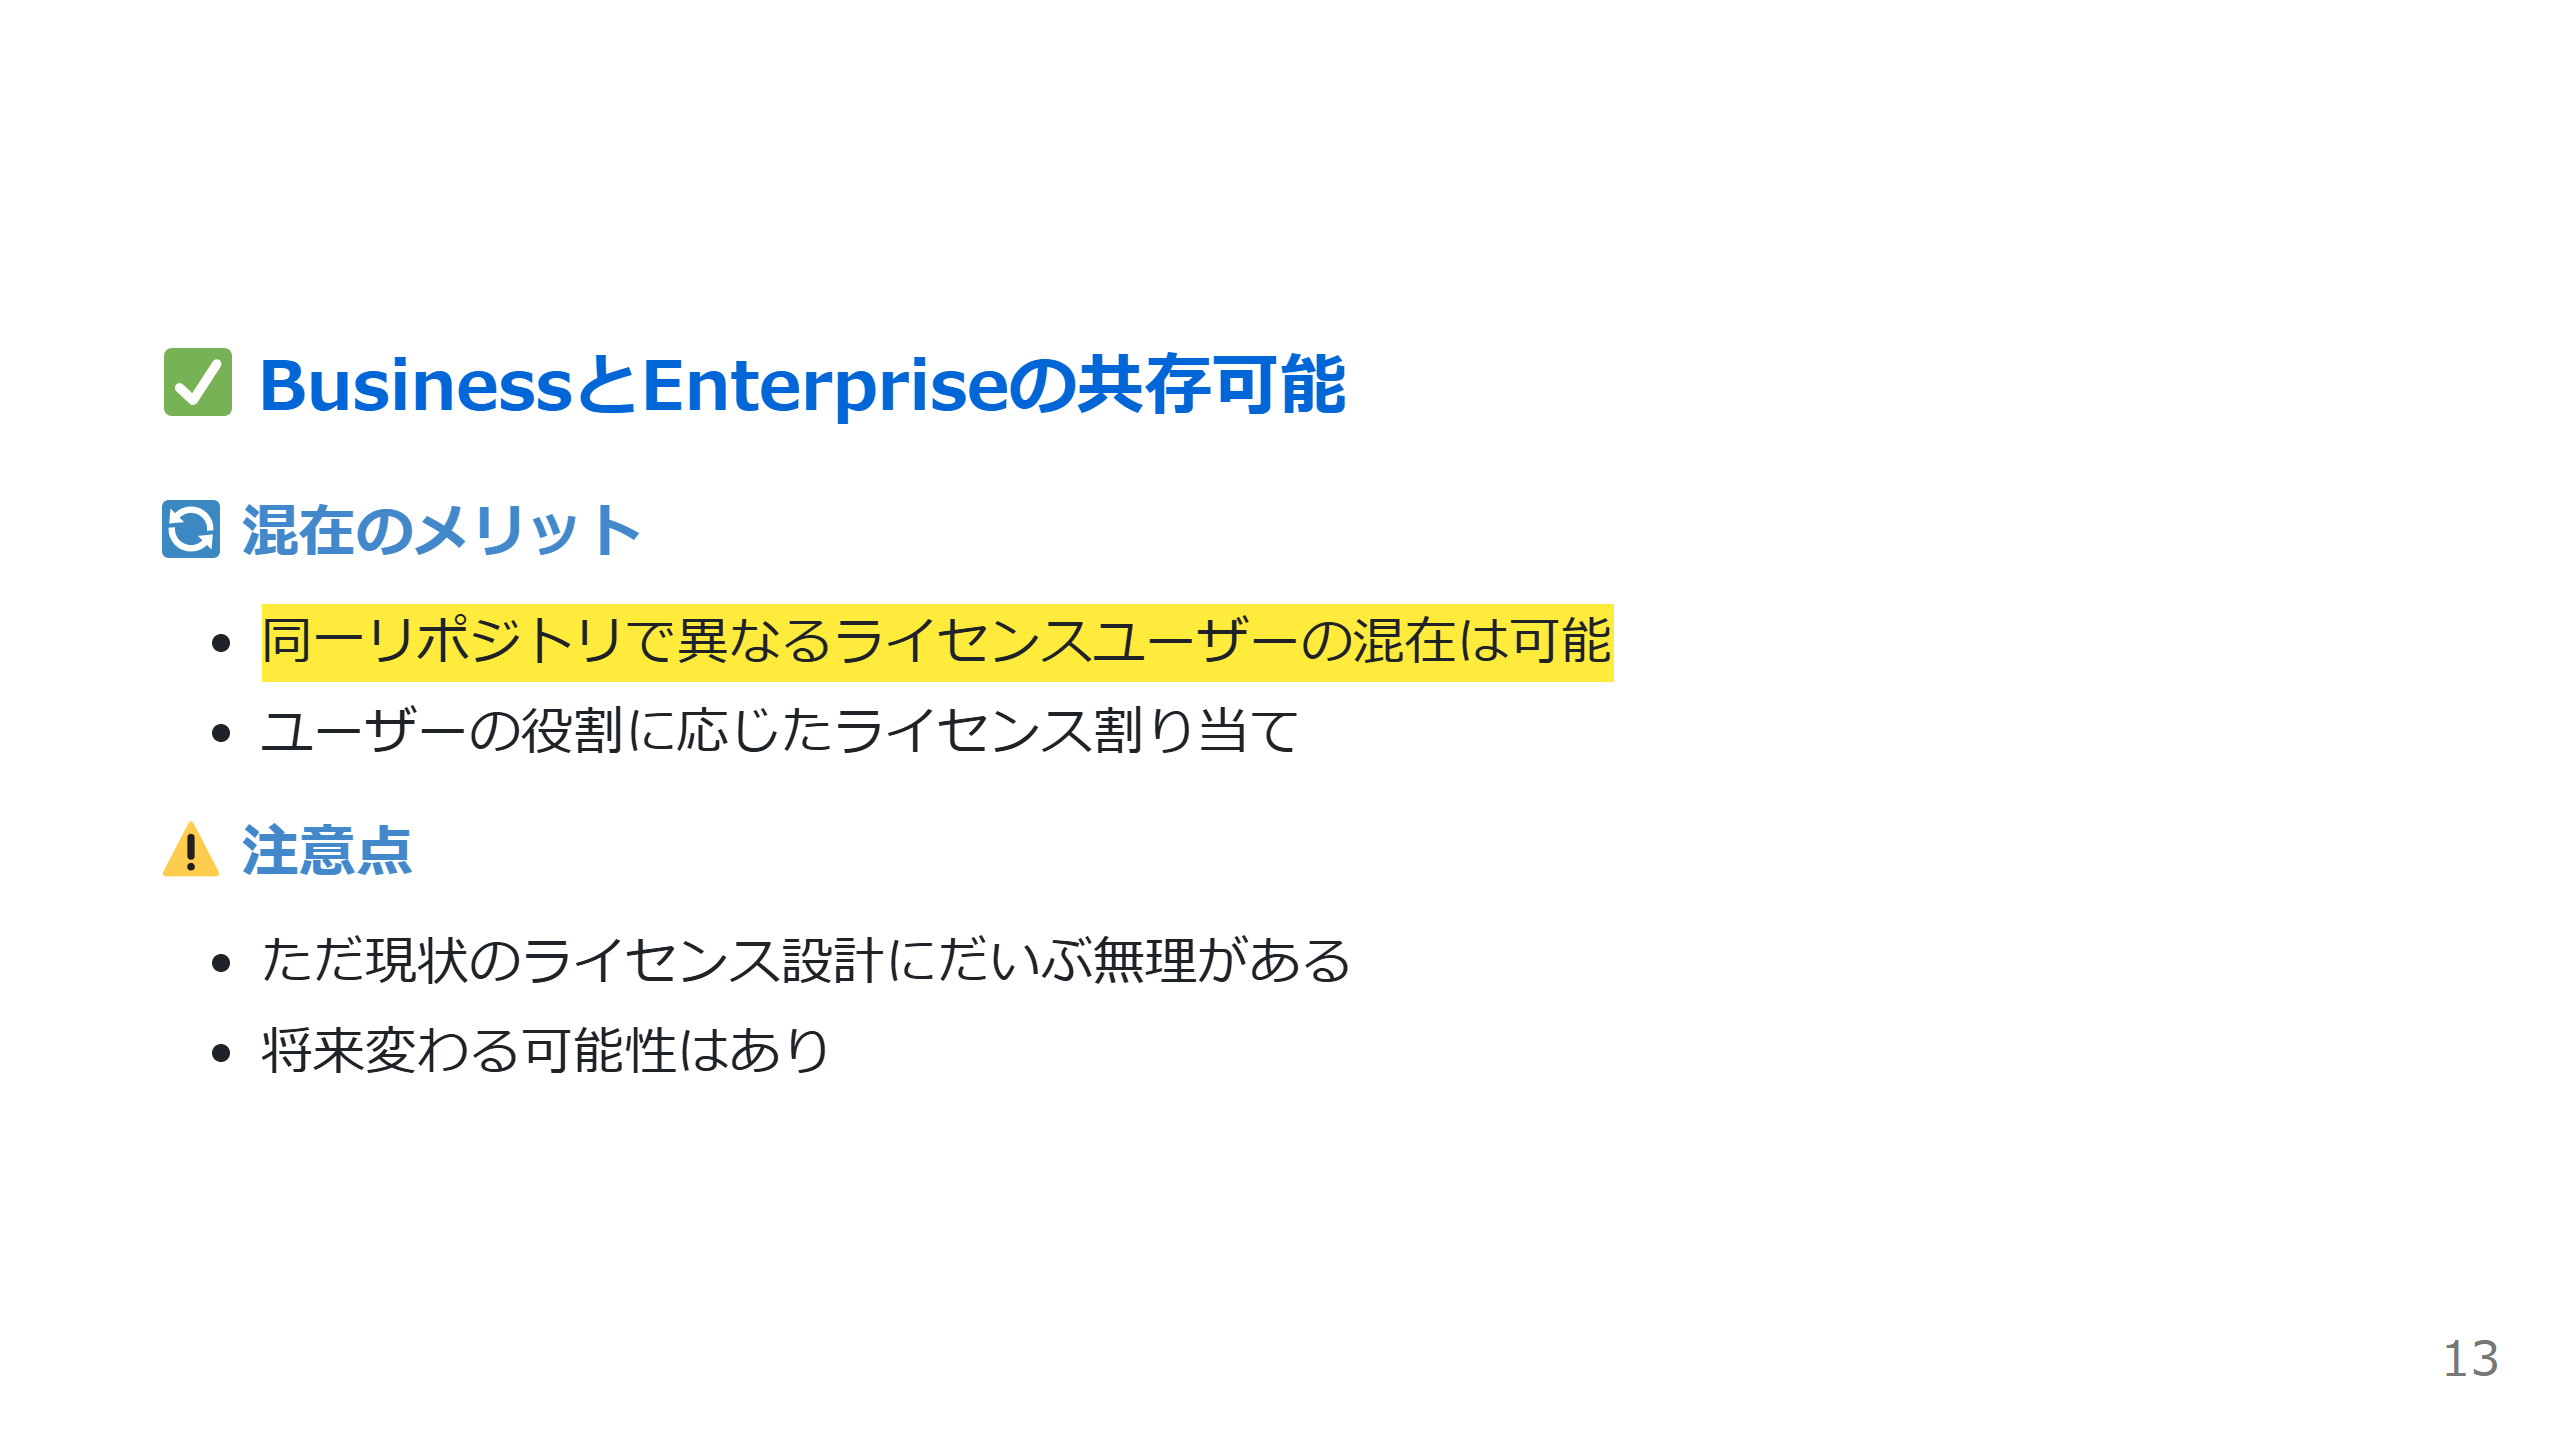 ✅ BusinessとEnterpriseの共存可能
🔄 混在のメリット
• 同一リポジトリで異なるライセンスユーザーの混在は可能
• ユーザーの役割に応じたライセンス割り当て
⚠️ 注意点
• ただ現状のライセンス設計にだいぶ無理がある
• 将来変わる可能性はあり
13